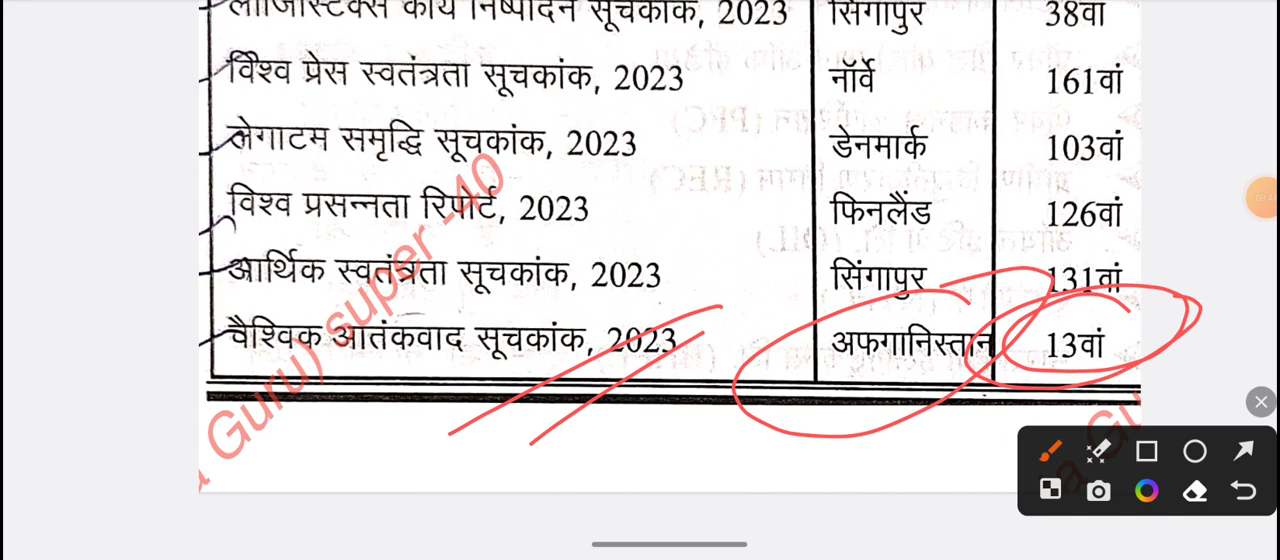 लॉजिस्टिक्स कार्य निष्पादन सूचकांक, 2023 सिंगापुर 38वां
विश्व प्रेस स्वतंत्रता सूचकांक, 2023 नॉर्वे 161वां
लेगाटम समृद्धि सूचकांक, 2023 डेनमार्क 103वां
विश्व प्रसन्नता रिपोर्ट, 2023 फिनलैंड 126वां
आर्थिक स्वतंत्रता सूचकांक, 2023 सिंगापुर 131वां
वैश्विक आतंकवाद सूचकांक, 2023 अफगानिस्तान 13वां
a Guru) super -40